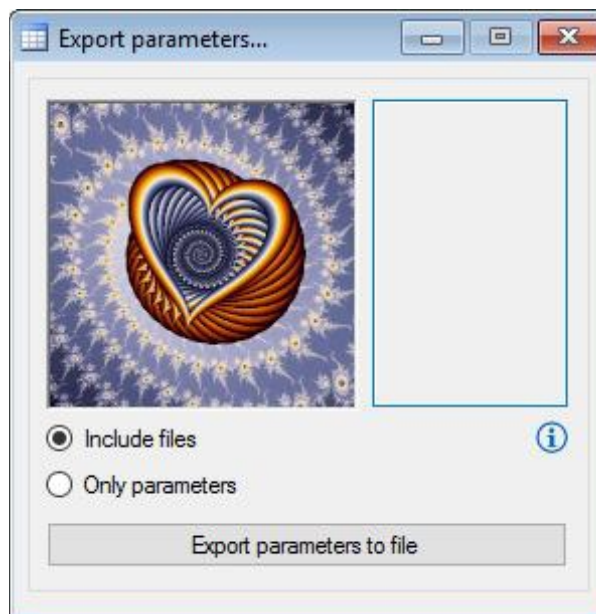 Export parameters...
Include files
Only parameters
Export parameters to file